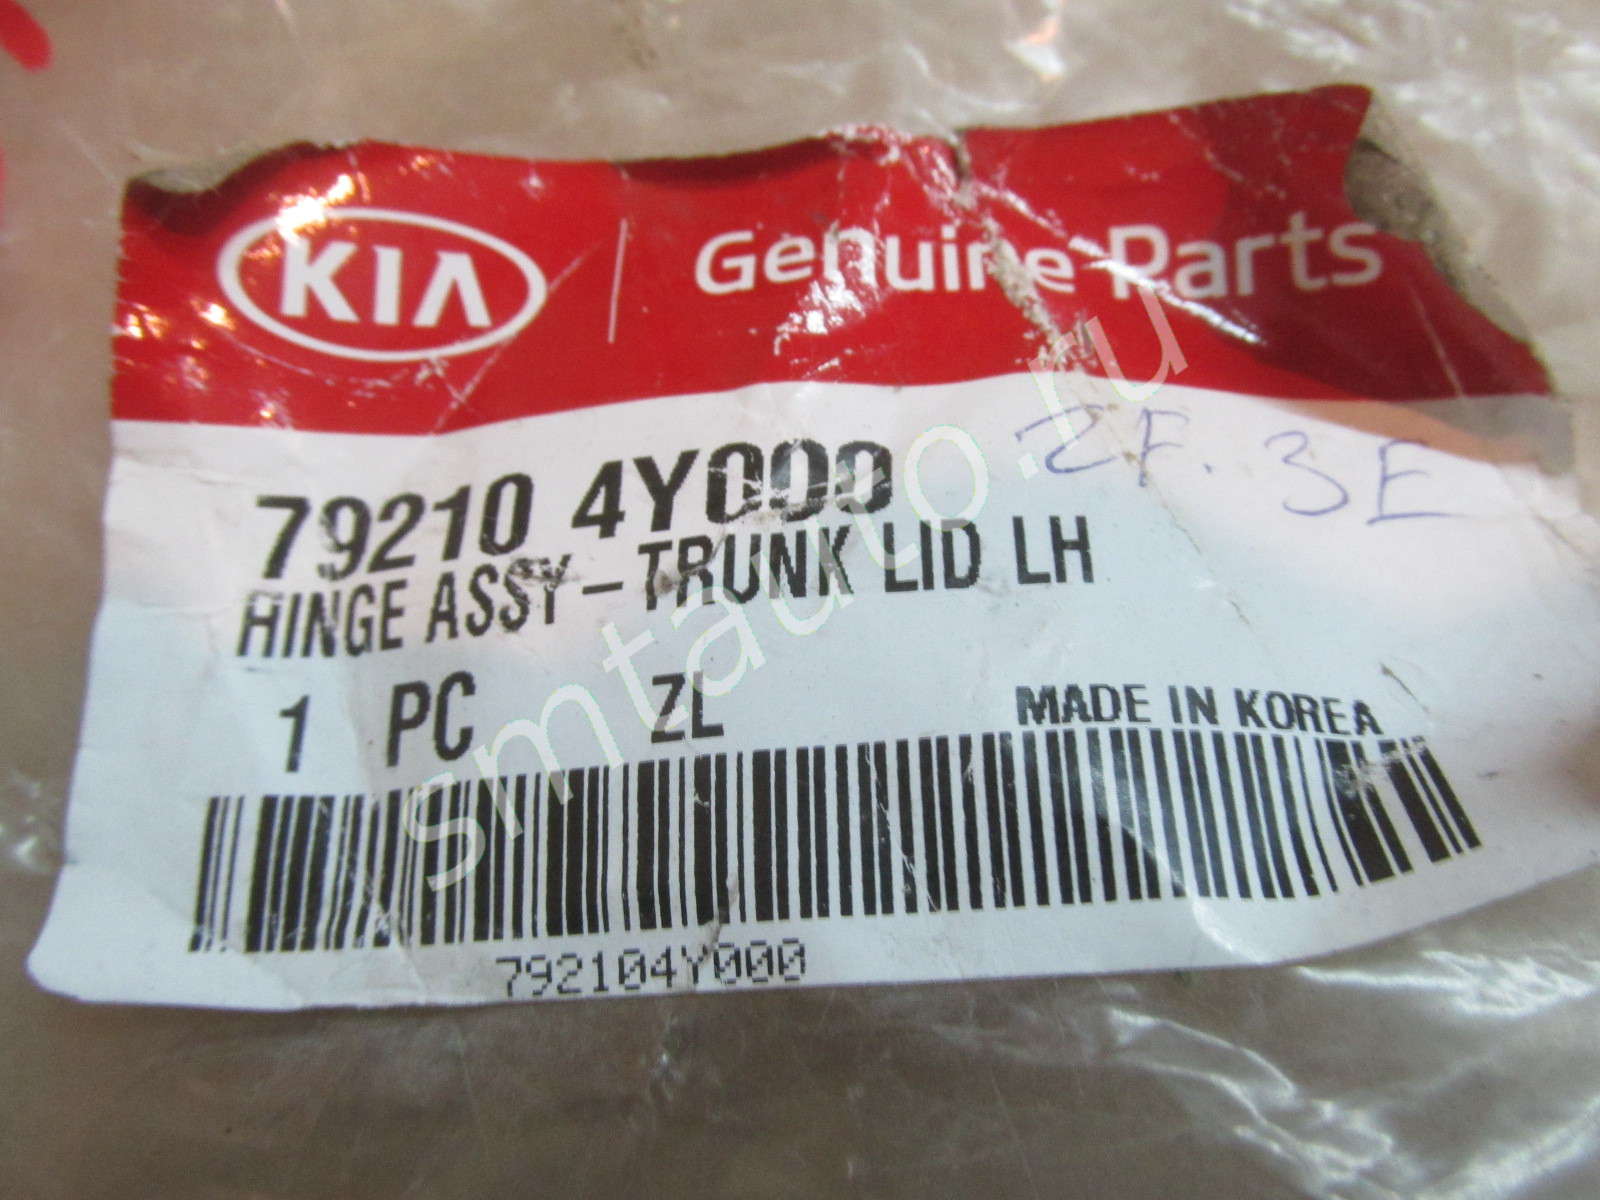 KIA Genuine Parts
ZF. 3E
79210 4Y000
HINGE ASSY-TRUNK LID LH
1 PC ZL
MADE IN KOREA
792104Y000
smtauto.ru